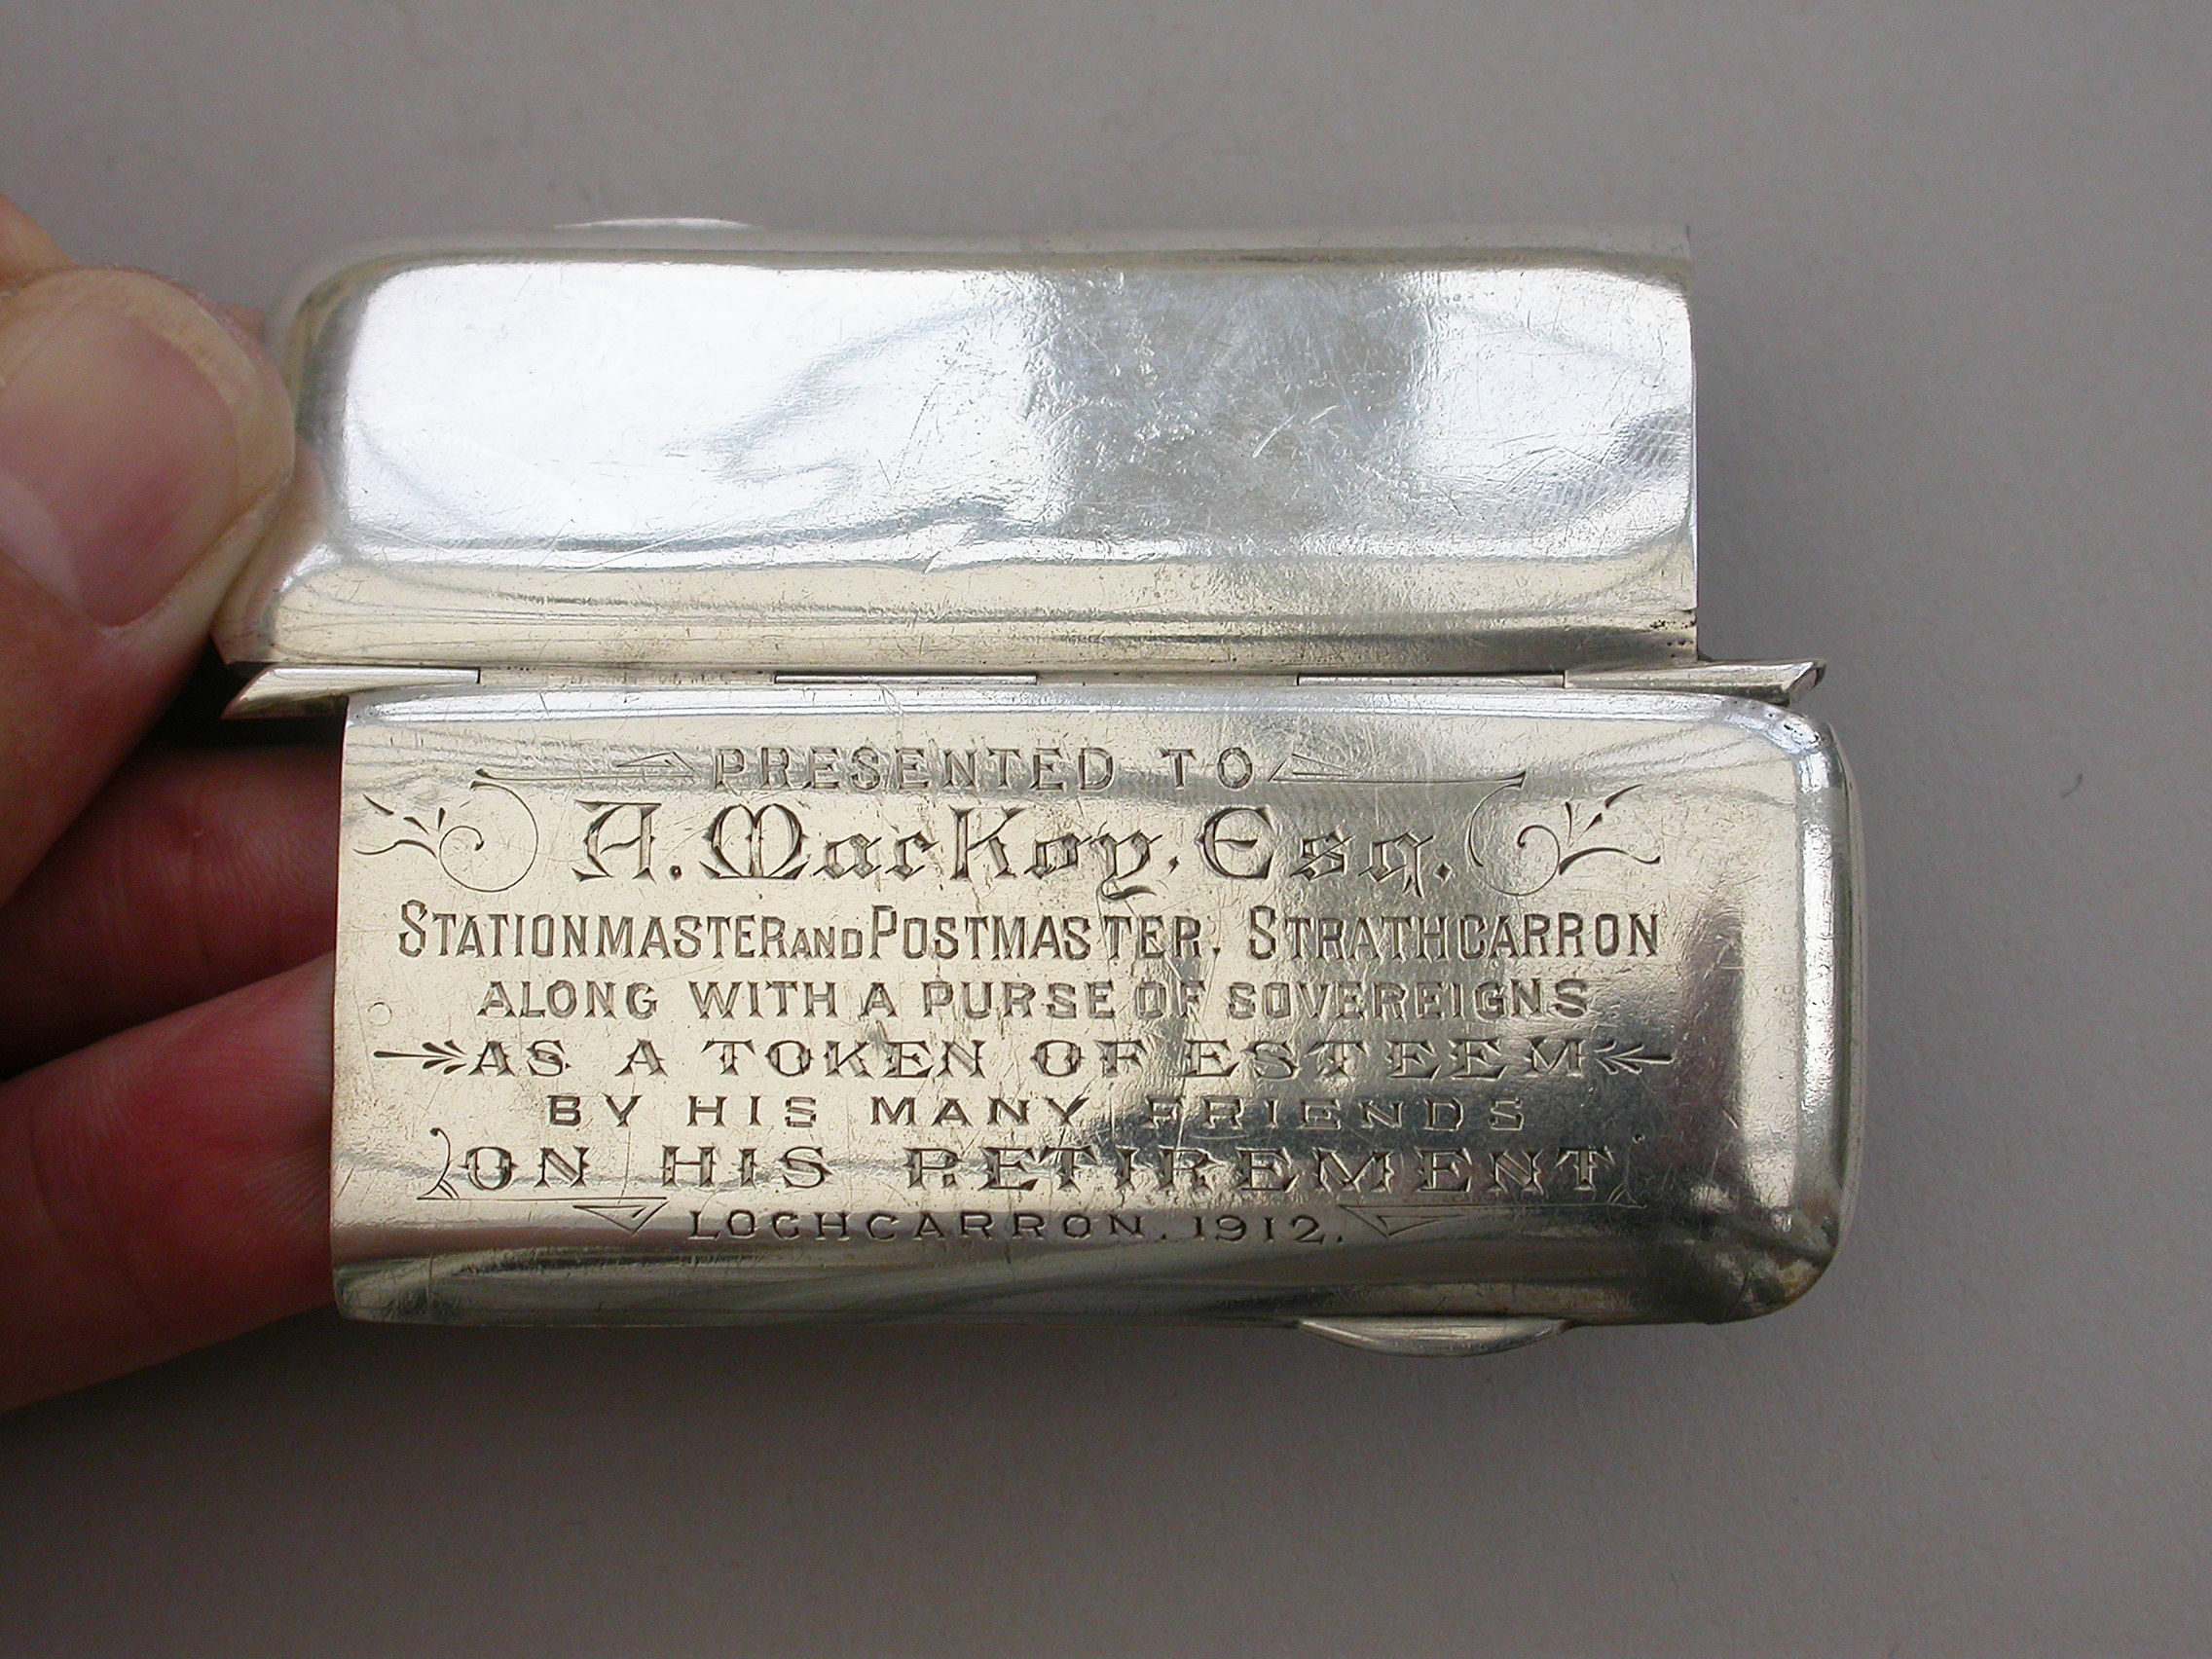 PRESENTED TO
A. MacKay, Esq.
STATIONMASTER AND POSTMASTER, STRATHCARRON
ALONG WITH A PURSE OF SOVEREIGNS
AS A TOKEN OF ESTEEM
BY HIS MANY FRIENDS
ON HIS RETIREMENT
LOCHCARRON. 1912.